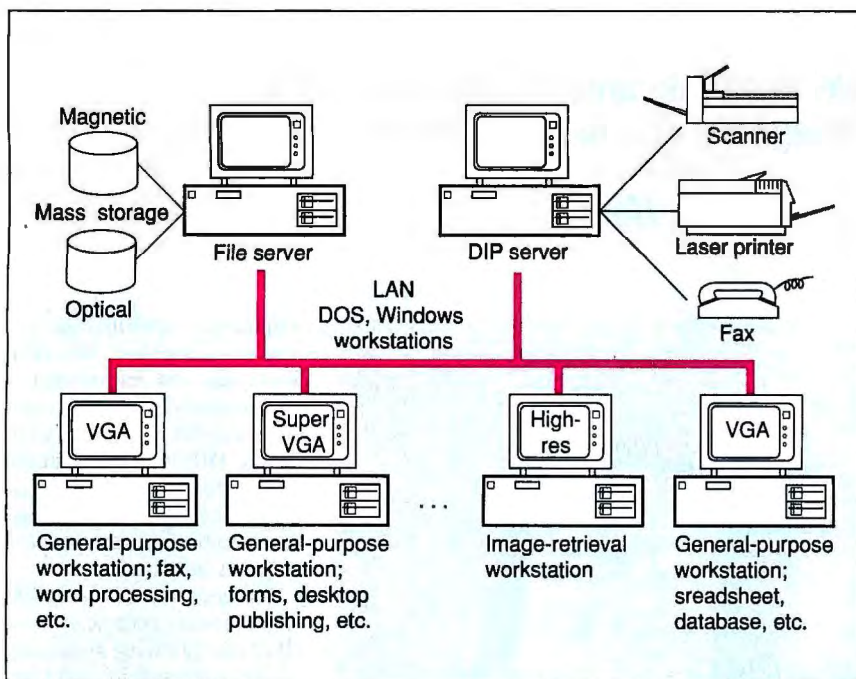 Magnetic
Mass storage
Optical
File server
DIP server
Scanner
Laser printer
Fax
LAN
DOS, Windows
workstations
VGA
Super
VGA
High-
res
VGA
General-purpose
workstation; fax,
word processing,
etc.
General-purpose
workstation;
forms, desktop
publishing, etc.
. . .
Image-retrieval
workstation
General-purpose
workstation;
sreadsheet,
database, etc.